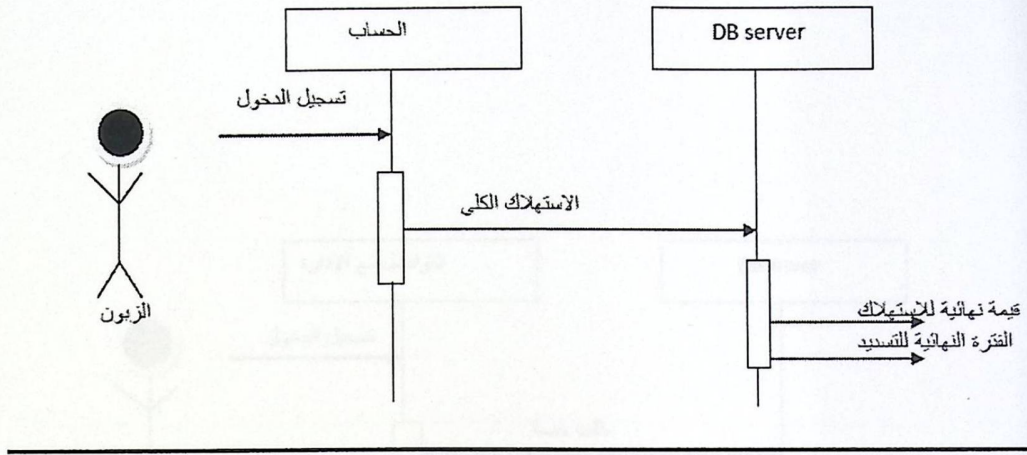 الحساب
DB server
تسجيل الدخول
الاستهلاك الكلي
الزبون
قيمة نهائية للاستهلاك
الفترة النهائية للتسديد